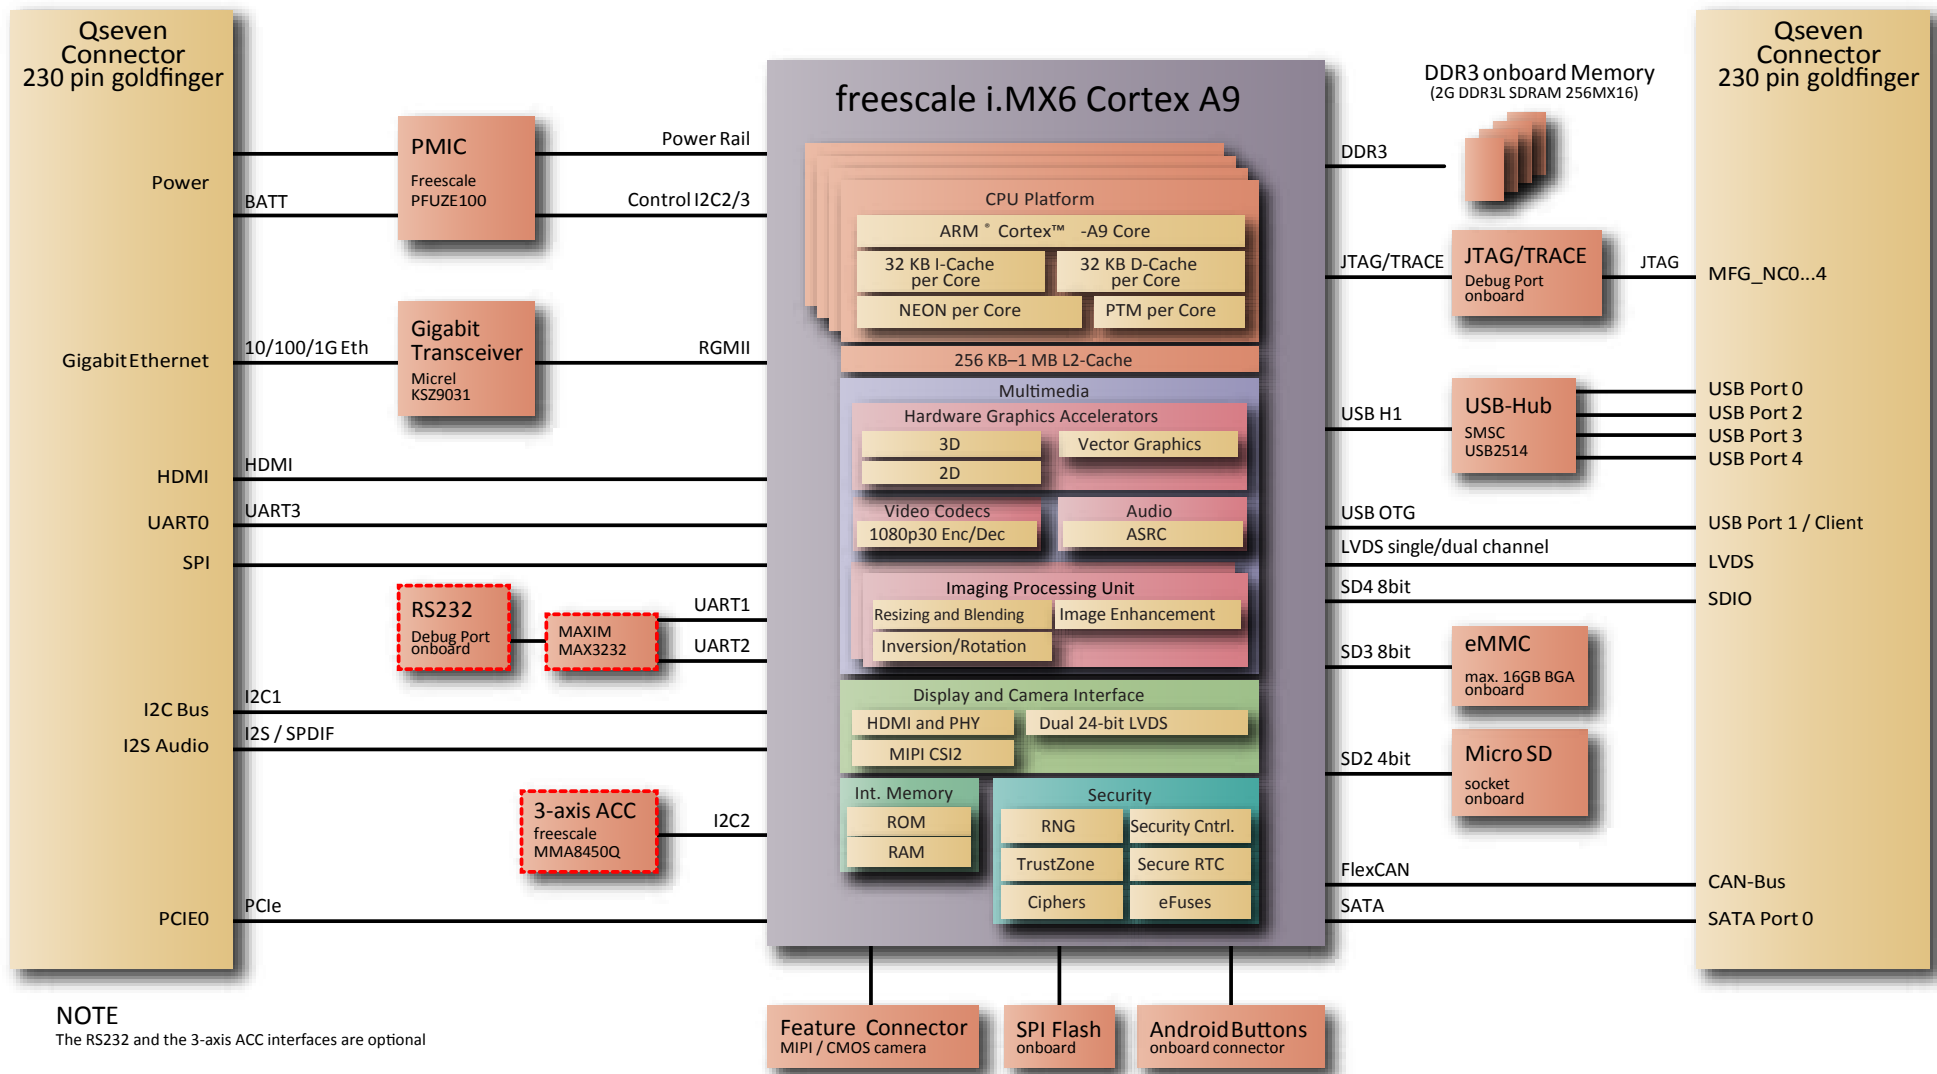 Qseven
Connector
230 pin goldfinger
Power
Gigabit Ethernet
HDMI
UART0
SPI
I2C Bus
I2S Audio
PCIE0
BATT
10/100/1G Eth
HDMI
UART3
I2C1
I2S / SPDIF
PCIe
PMIC
Freescale
PFUZE100
Gigabit
Transceiver
Micrel
KSZ9031
RS232
Debug Port
onboard
MAXIM
MAX3232
3-axis ACC
freescale
MMA8450Q
Power Rail
Control I2C2/3
RGMII
UART1
UART2
I2C2
freescale i.MX6 Cortex A9
CPU Platform
ARM ® Cortex™ -A9 Core
32 KB I-Cache
per Core
32 KB D-Cache
per Core
NEON per Core
PTM per Core
256 KB–1 MB L2-Cache
Multimedia
Hardware Graphics Accelerators
3D
Vector Graphics
2D
Video Codecs
1080p30 Enc/Dec
Audio
ASRC
Imaging Processing Unit
Resizing and Blending
Image Enhancement
Inversion/Rotation
Display and Camera Interface
HDMI and PHY
Dual 24-bit LVDS
MIPI CSI2
Int. Memory
ROM
RAM
Security
RNG
Security Cntrl.
TrustZone
Secure RTC
Ciphers
eFuses
DDR3 onboard Memory
(2G DDR3L SDRAM 256MX16)
DDR3
JTAG/TRACE
JTAG/TRACE
Debug Port
onboard
JTAG
USB H1
USB-Hub
SMSC
USB2514
USB OTG
LVDS single/dual channel
SD4 8bit
SD3 8bit
eMMC
max. 16GB BGA
onboard
SD2 4bit
Micro SD
socket
onboard
FlexCAN
SATA
Qseven
Connector
230 pin goldfinger
MFG_NC0...4
USB Port 0
USB Port 2
USB Port 3
USB Port 4
USB Port 1 / Client
LVDS
SDIO
CAN-Bus
SATA Port 0
Feature Connector
MIPI / CMOS camera
SPI Flash
onboard
Android Buttons
onboard connector
NOTE
The RS232 and the 3-axis ACC interfaces are optional